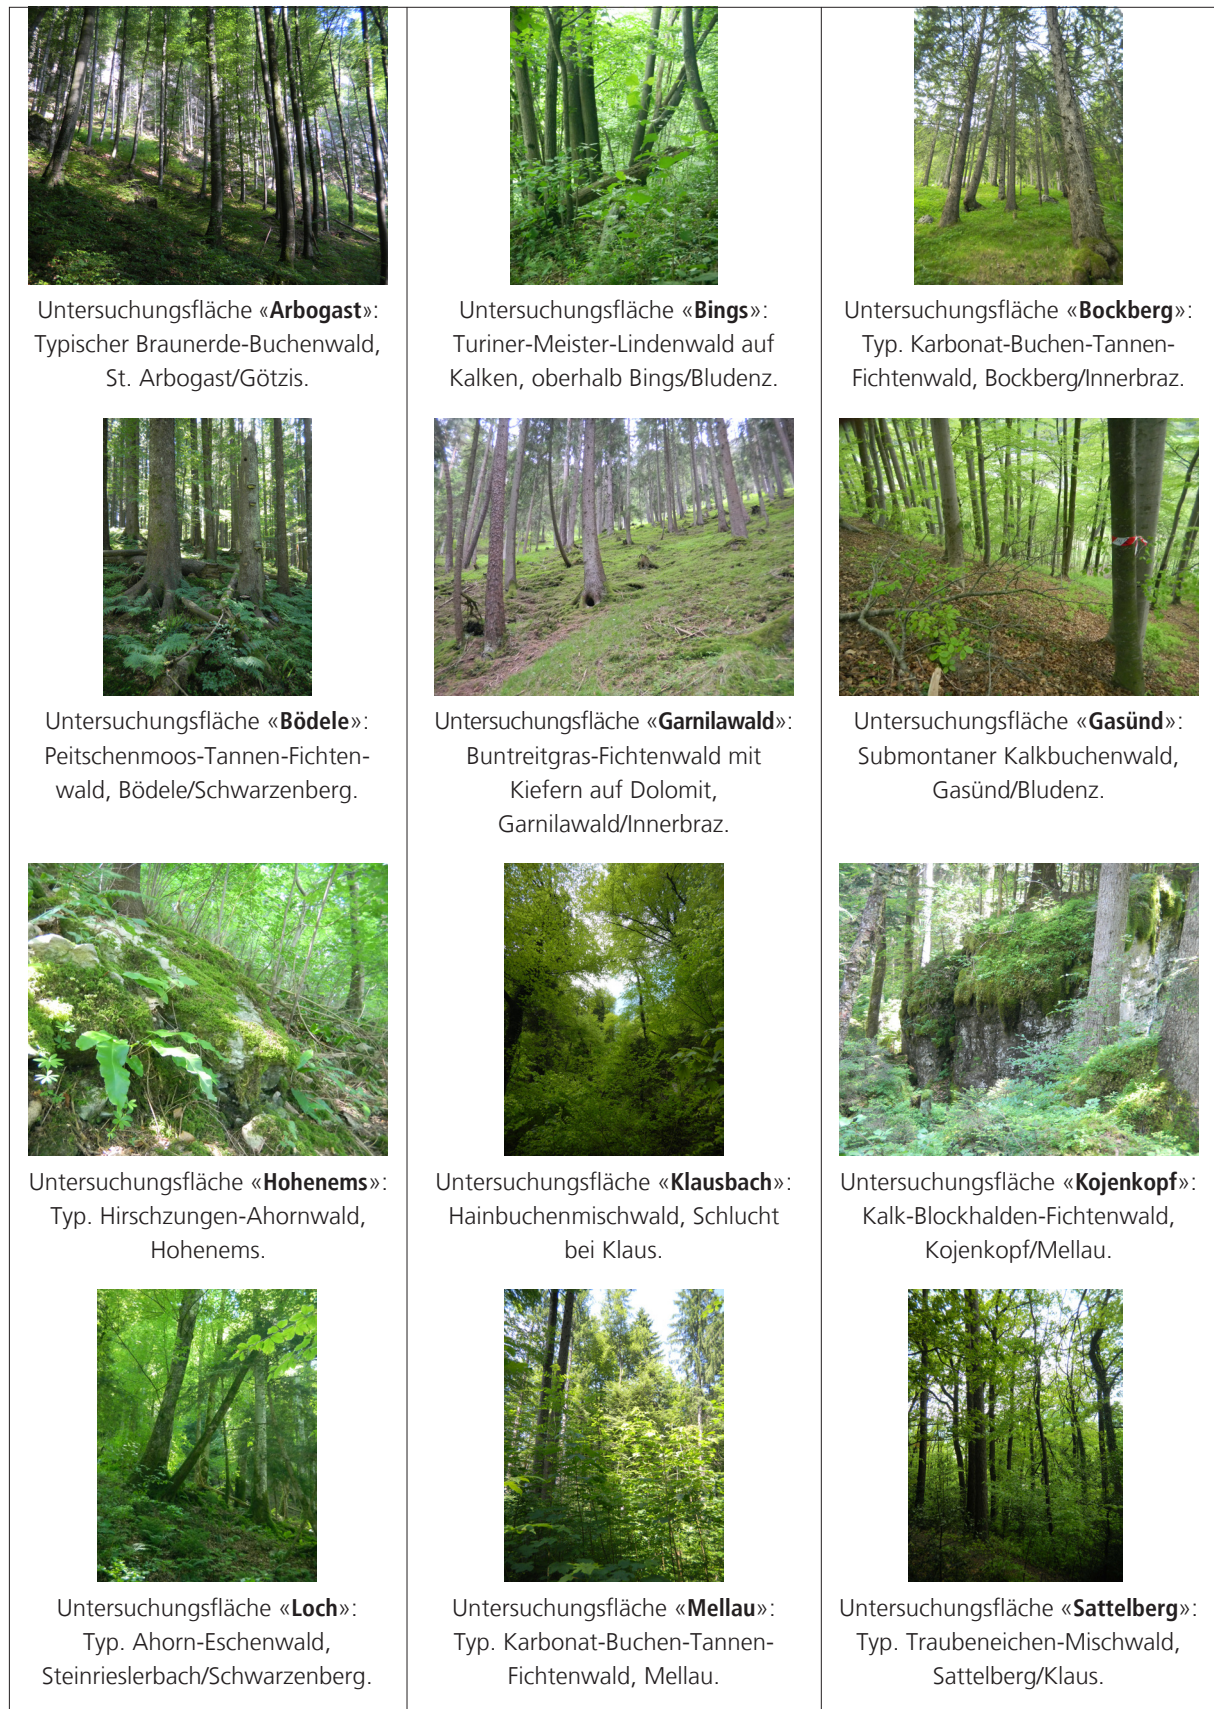 Untersuchungsfläche «Arbogast»:
Typischer Braunerde-Buchenwald,
St. Arbogast/Götzis.
Untersuchungsfläche «Bings»:
Turiner-Meister-Lindenwald auf
Kalken, oberhalb Bings/Bludenz.
Untersuchungsfläche «Bockberg»:
Typ. Karbonat-Buchen-Tannen-
Fichtenwald, Bockberg/Innerbraz.
Untersuchungsfläche «Bödele»:
Peitschenmoos-Tannen-Fichten-
wald, Bödele/Schwarzenberg.
Untersuchungsfläche «Garnilawald»:
Buntreitgras-Fichtenwald mit
Kiefern auf Dolomit,
Garnilawald/Innerbraz.
Untersuchungsfläche «Gasünd»:
Submontaner Kalkbuchenwald,
Gasünd/Bludenz.
Untersuchungsfläche «Hohenems»:
Typ. Hirschzungen-Ahornwald,
Hohenems.
Untersuchungsfläche «Klausbach»:
Hainbuchenmischwald, Schlucht
bei Klaus.
Untersuchungsfläche «Kojenkopf»:
Kalk-Blockhalden-Fichtenwald,
Kojenkopf/Mellau.
Untersuchungsfläche «Loch»:
Typ. Ahorn-Eschenwald,
Steinrieslerbach/Schwarzenberg.
Untersuchungsfläche «Mellau»:
Typ. Karbonat-Buchen-Tannen-
Fichtenwald, Mellau.
Untersuchungsfläche «Sattelberg»:
Typ. Traubeneichen-Mischwald,
Sattelberg/Klaus.